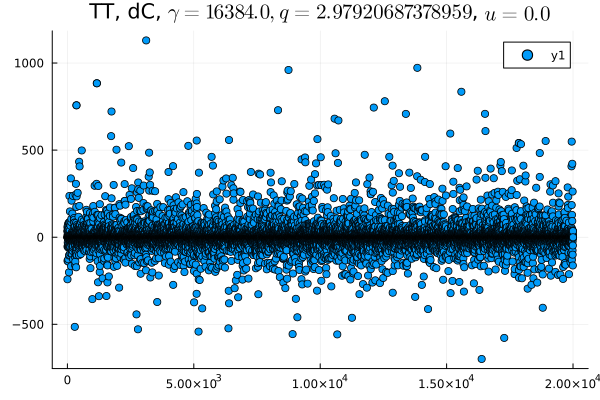 T̅T̅, dC, γ = 16384.0, q = 2.97920687378959, u = 0.0
y1
1000
500
0
−500
0 5.00×10³ 1.00×10⁴ 1.50×10⁴ 2.00×10⁴